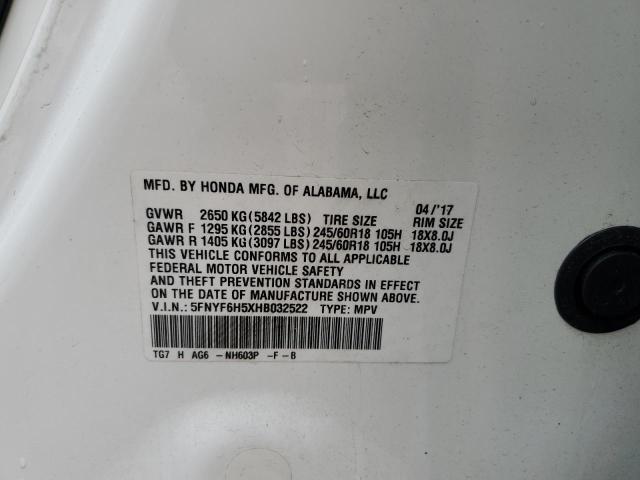 MFD. BY HONDA MFG. OF ALABAMA, LLC 04/'17
GVWR 2650 KG(5842 LBS) TIRE SIZE RIM SIZE
GAWR F 1295 KG(2855 LBS)245/60R18 105H 18X8.0J
GAWR R 1405 KG(3097 LBS)245/60R18 105H 18X8.0J
THIS VEHICLE CONFORMS TO ALL APPLICABLE
FEDERAL MOTOR VEHICLE SAFETY
AND THEFT PREVENTION STANDARDS IN EFFECT
ON THE DATE OF MANUFACTURE SHOWN ABOVE.
V.I.N.: 5FNYF6H5XHB032522 TYPE: MPV
TG7 H AG6 -NH603P -F-B